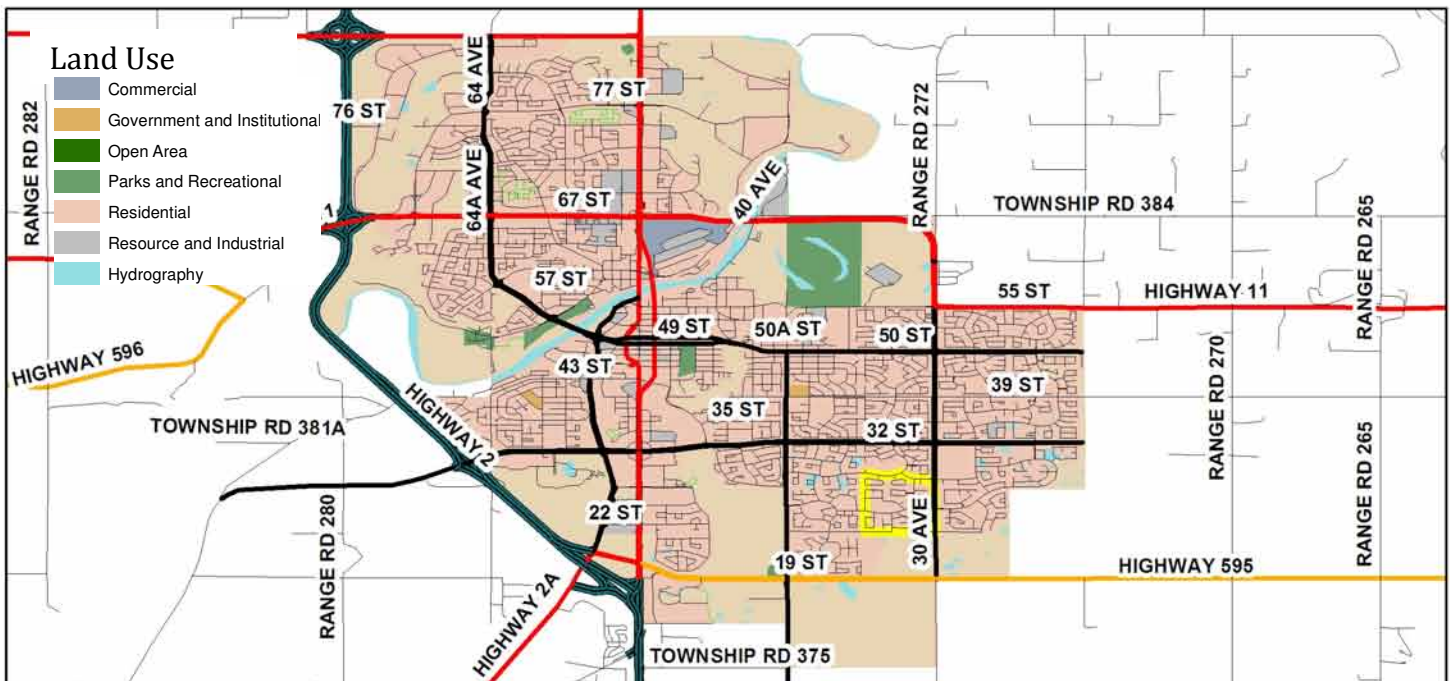 Land Use
Commercial
Government and Institutional
Open Area
Parks and Recreational
Residential
Resource and Industrial
Hydrography
RANGE RD 282
76 ST
64 AVE
77 ST
RANGE RD 272
64A AVE
67 ST
40 AVE
TOWNSHIP RD 384
RANGE RD 265
57 ST
55 ST
HIGHWAY 11
49 ST
50A ST
50 ST
HIGHWAY 596
43 ST
39 ST
RANGE RD 270
HIGHWAY 2
35 ST
TOWNSHIP RD 381A
32 ST
RANGE RD 265
RANGE RD 280
22 ST
30 AVE
19 ST
HIGHWAY 595
HIGHWAY 2A
TOWNSHIP RD 375